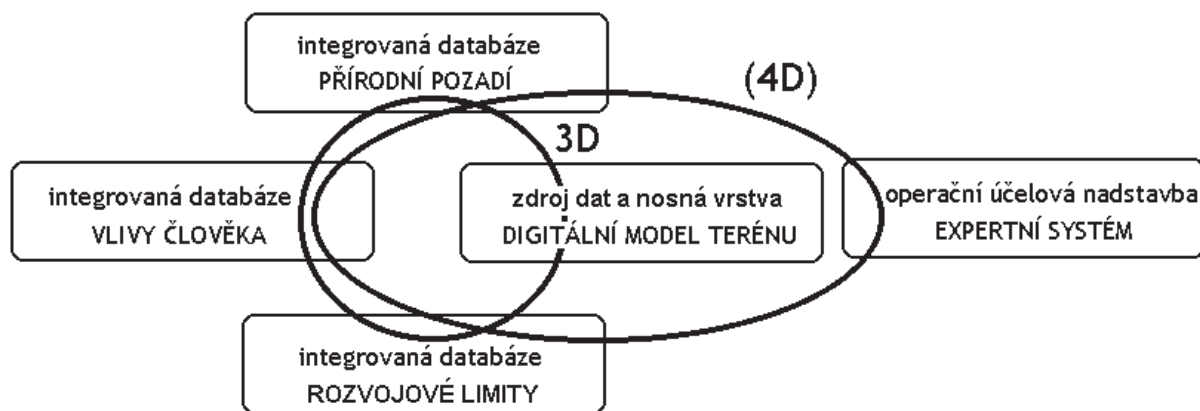 integrovaná databáze
PŘÍRODNÍ POZADÍ
(4D)
3D
integrovaná databáze
VLIVY ČLOVĚKA
zdroj dat a nosná vrstva
DIGITÁLNÍ MODEL TERÉNU
operační účelová nadstavba
EXPERTNÍ SYSTÉM
integrovaná databáze
ROZVOJOVÉ LIMITY